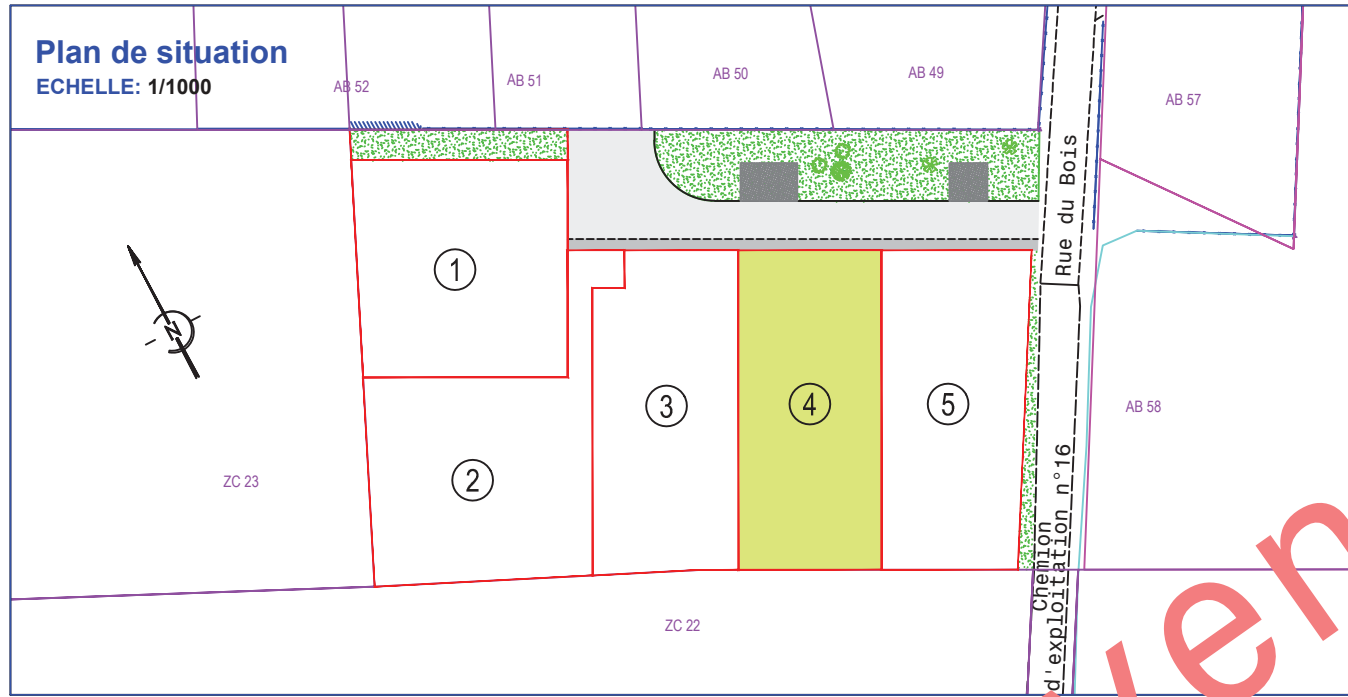 Plan de situation
ECHELLE: 1/1000
AB 52
AB 51
AB 50
AB 49
AB 57
Rue du Bois
N
1
2
3
4
5
ZC 23
AB 58
Chemion
d'exploitation n°16
ZC 22